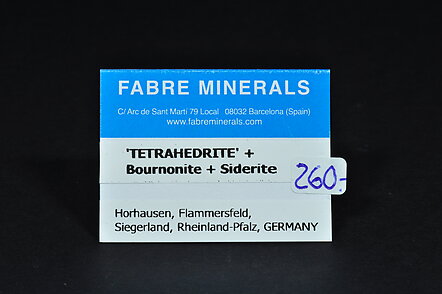 FABRE MINERALS
C/ Arc de Sant Martí 79 Local 08032 Barcelona (Spain)
www.fabreminerals.com
'TETRAHEDRITE' +
Bournonite + Siderite
260.-
Horhausen, Flammersfeld,
Siegerland, Rheinland-Pfalz, GERMANY